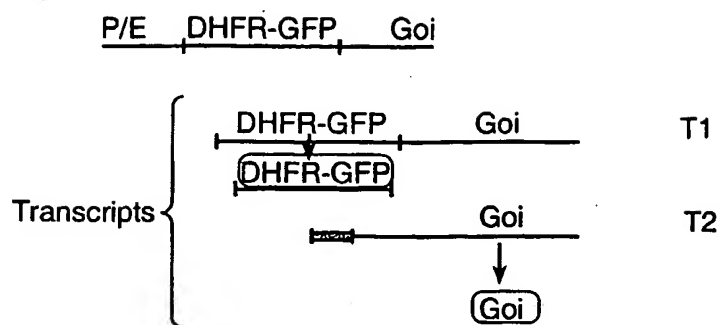 P/E DHFR-GFP Goi
DHFR-GFP Goi T1
DHFR-GFP
Transcripts
Goi T2
Goi